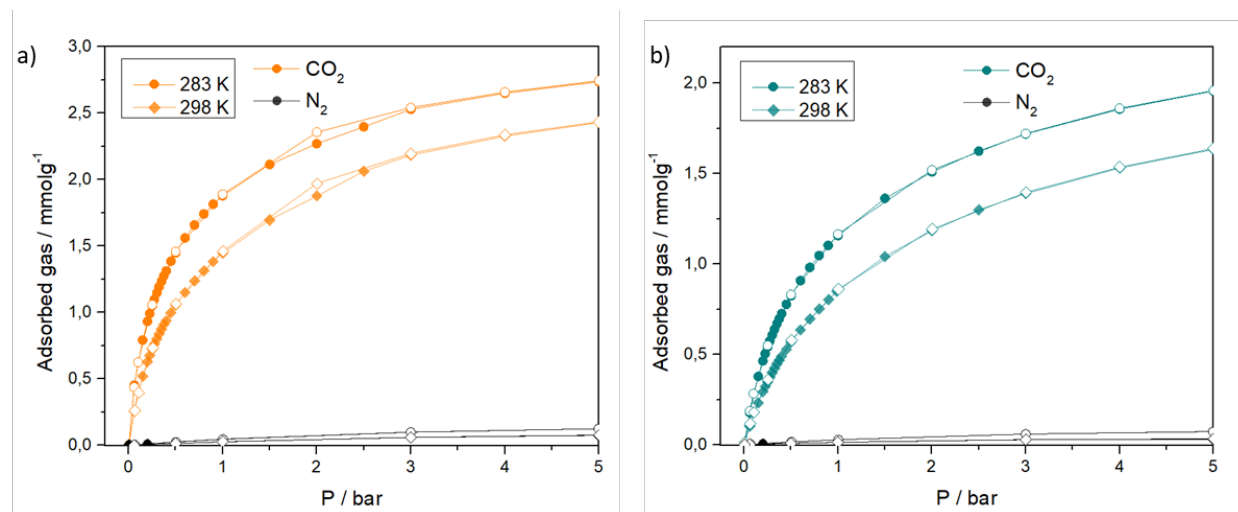 a)
3,0
2,5
2,0
1,5
1,0
0,5
0,0
Adsorbed gas / mmolg⁻¹
283 K
298 K
CO₂
N₂
0 1 2 3 4 5
P / bar
b)
2,0
1,5
1,0
0,5
0,0
Adsorbed gas / mmolg⁻¹
283 K
298 K
CO₂
N₂
0 1 2 3 4 5
P / bar